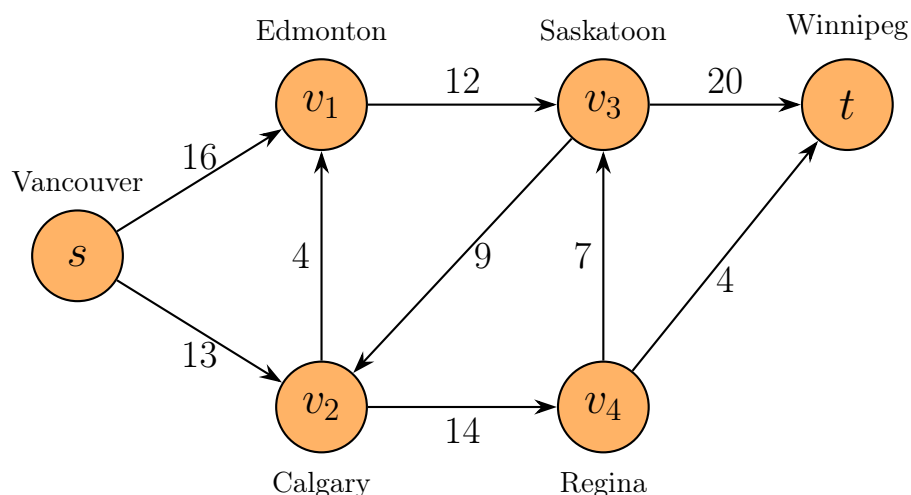 Edmonton
Saskatoon
Winnipeg
v1
12
v3
20
t
16
Vancouver
s
4
9
7
4
13
v2
14
v4
Calgary
Regina